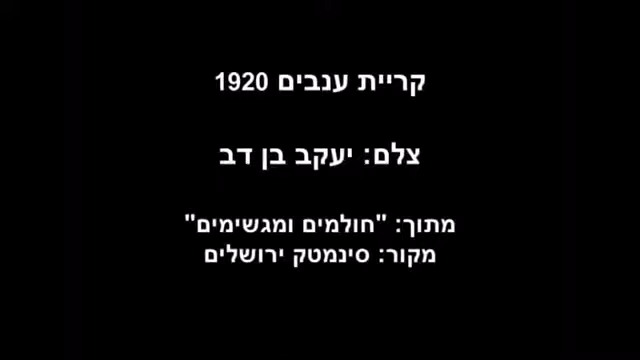 קריית ענבים 1920
צלם: יעקב בן דב
מתוך: "חולמים ומגשימים"
מקור: סינמטק ירושלים